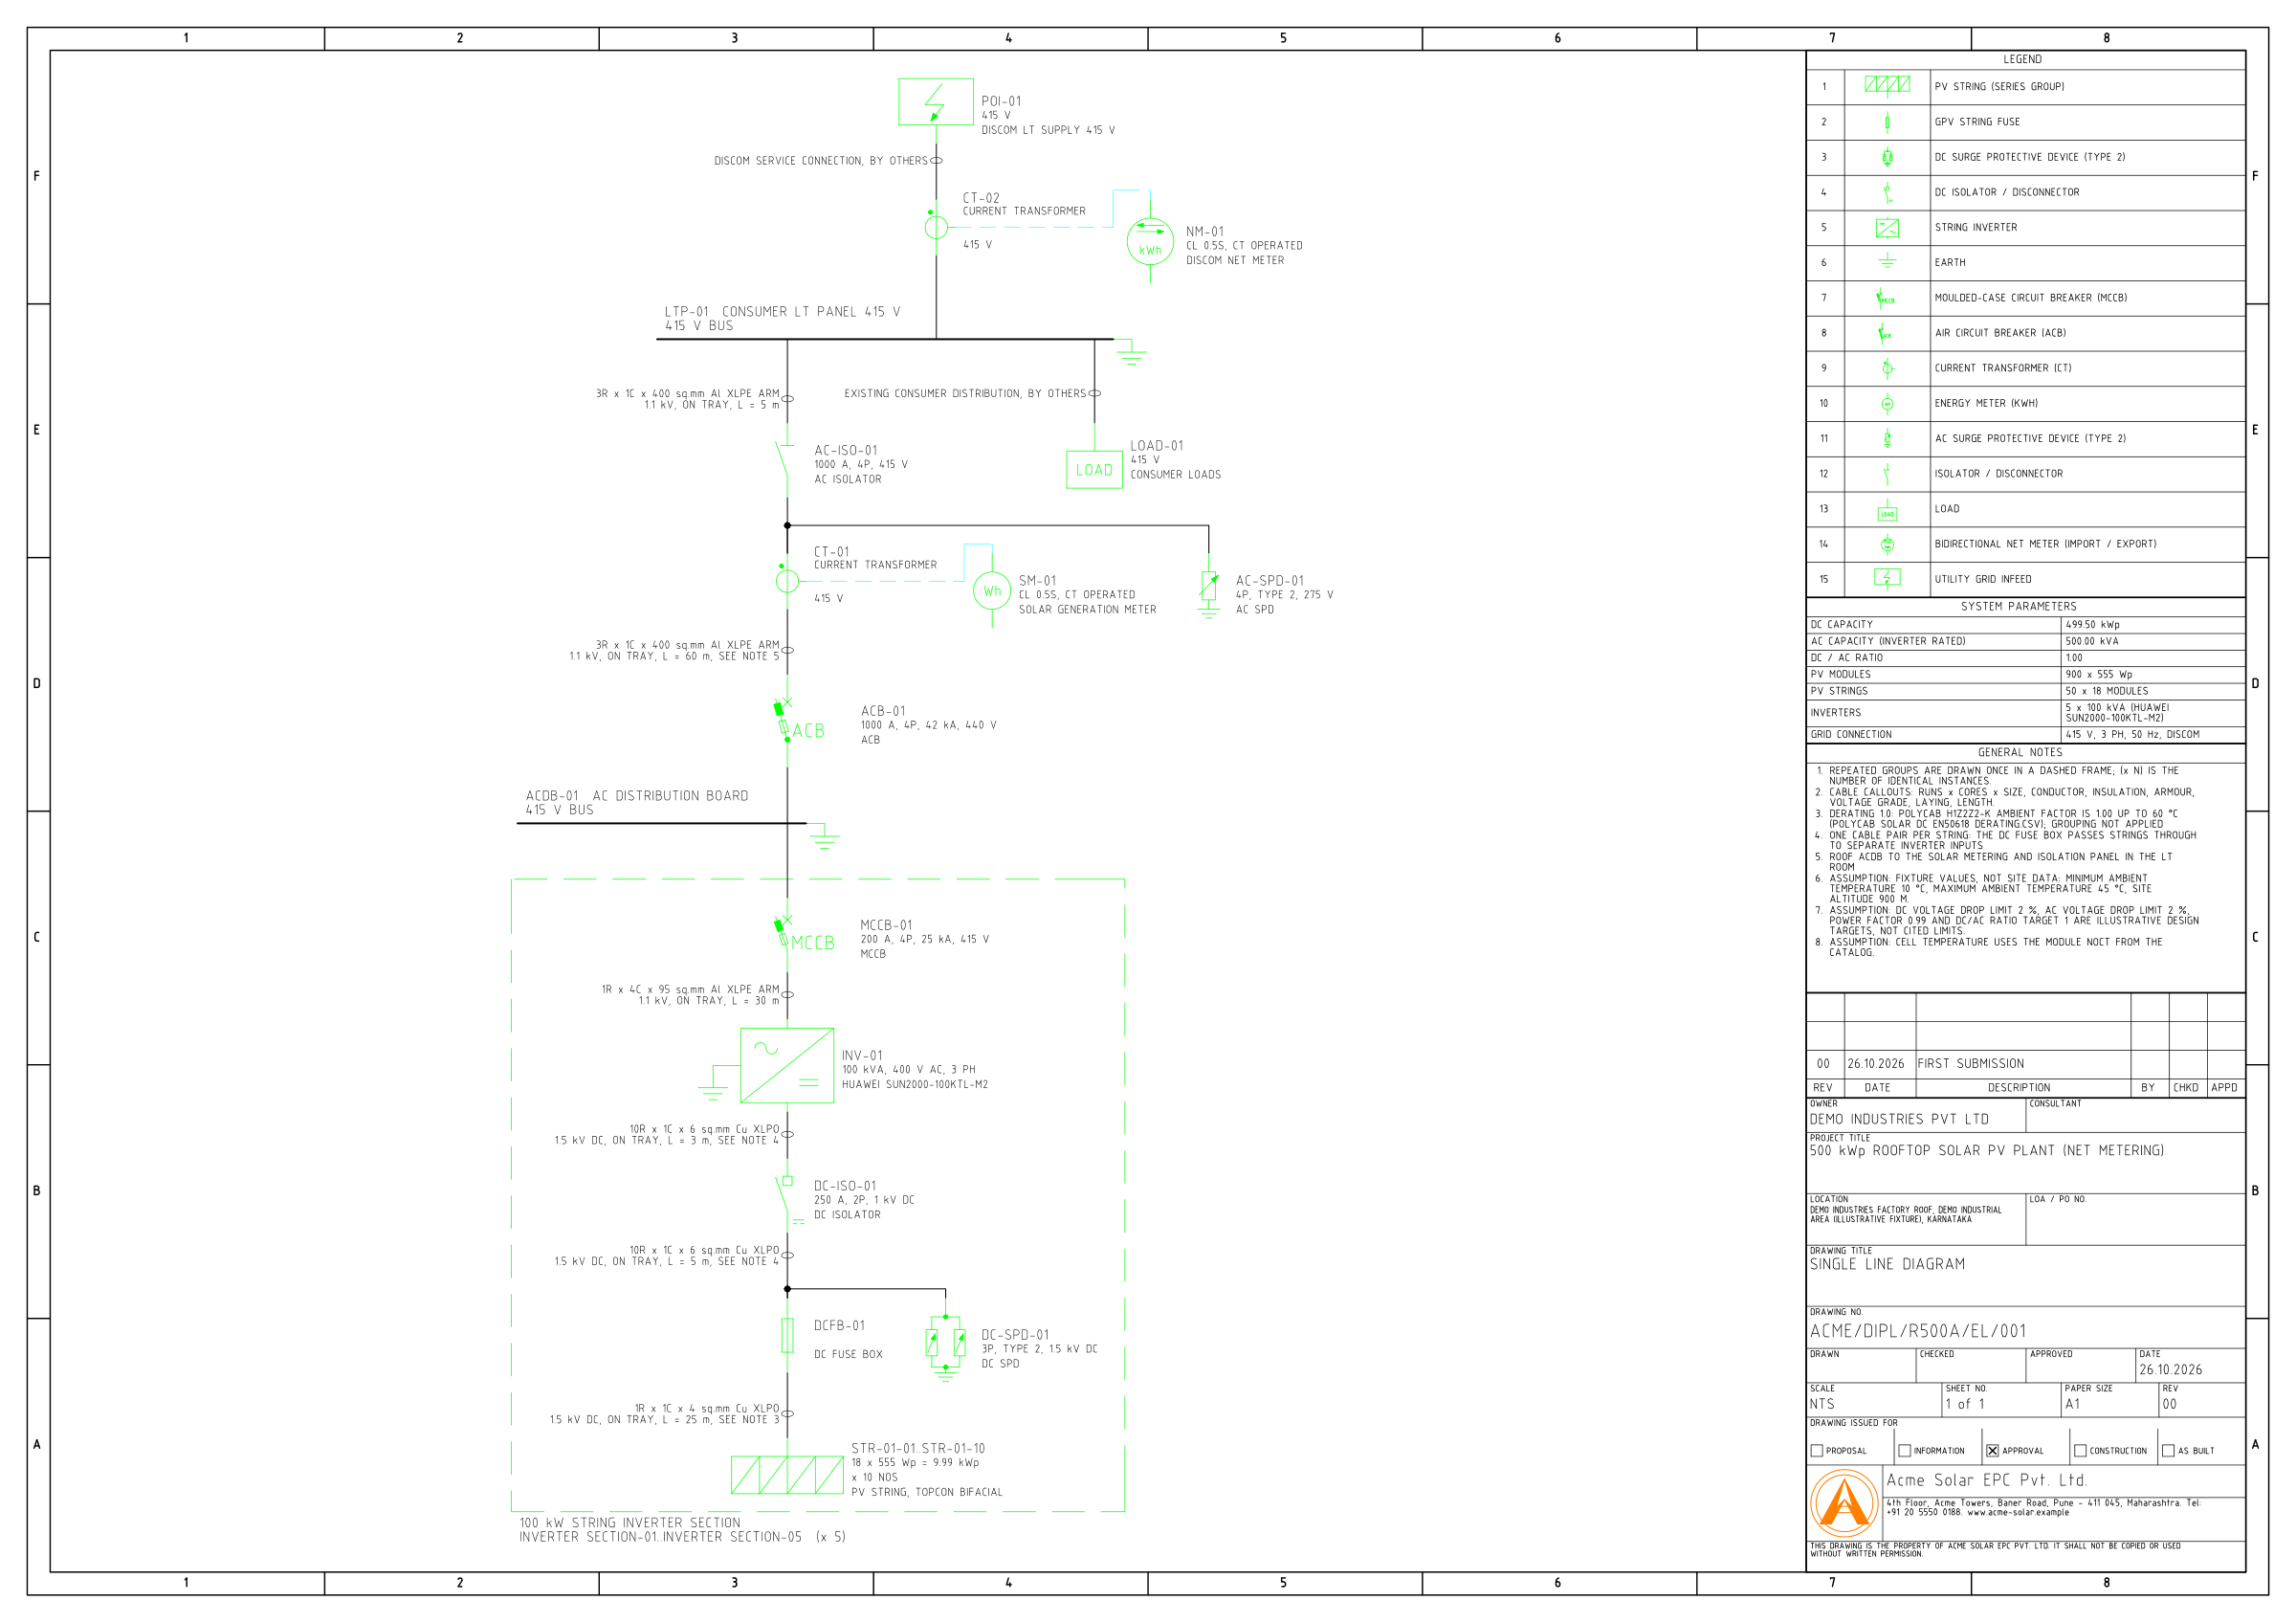 1 2 3 4 5 6 7 8
F
E
D
C
B
A
POI-01
415 V
DISCOM LT SUPPLY 415 V
DISCOM SERVICE CONNECTION, BY OTHERS
CT-02
CURRENT TRANSFORMER
415 V
kWh
NM-01
CL 0.5S, CT OPERATED
DISCOM NET METER
LTP-01 CONSUMER LT PANEL 415 V
415 V BUS
3R x 1C x 400 sq.mm Al XLPE ARM
1.1 kV, ON TRAY, L = 5 m
EXISTING CONSUMER DISTRIBUTION, BY OTHERS
AC-ISO-01
1000 A, 4P, 415 V
AC ISOLATOR
LOAD
LOAD-01
415 V
CONSUMER LOADS
CT-01
CURRENT TRANSFORMER
415 V
Wh
SM-01
CL 0.5S, CT OPERATED
SOLAR GENERATION METER
AC-SPD-01
4P, TYPE 2, 275 V
AC SPD
3R x 1C x 400 sq.mm Al XLPE ARM
1.1 kV, ON TRAY, L = 60 m, SEE NOTE 5
ACB
ACB-01
1000 A, 4P, 42 kA, 440 V
ACB
ACDB-01 AC DISTRIBUTION BOARD
415 V BUS
MCCB
MCCB-01
200 A, 4P, 25 kA, 415 V
MCCB
1R x 4C x 95 sq.mm Al XLPE ARM
1.1 kV, ON TRAY, L = 30 m
INV-01
100 kVA, 400 V AC, 3 PH
HUAWEI SUN2000-100KTL-M2
10R x 1C x 6 sq.mm Cu XLPO
1.5 kV DC, ON TRAY, L = 3 m, SEE NOTE 4
DC-ISO-01
250 A, 2P, 1 kV DC
DC ISOLATOR
10R x 1C x 6 sq.mm Cu XLPO
1.5 kV DC, ON TRAY, L = 5 m, SEE NOTE 4
DCFB-01
DC FUSE BOX
DC-SPD-01
3P, TYPE 2, 1.5 kV DC
DC SPD
1R x 1C x 4 sq.mm Cu XLPO
1.5 kV DC, ON TRAY, L = 25 m, SEE NOTE 3
STR-01-01..STR-01-10
18 x 555 Wp = 9.99 kWp
x 10 NOS
PV STRING, TOPCON BIFACIAL
100 kW STRING INVERTER SECTION
INVERTER SECTION-01..INVERTER SECTION-05 (x 5)
LEGEND
1 PV STRING (SERIES GROUP)
2 GPV STRING FUSE
3 DC SURGE PROTECTIVE DEVICE (TYPE 2)
4 DC ISOLATOR / DISCONNECTOR
5 STRING INVERTER
6 EARTH
7 MCCB MOULDED-CASE CIRCUIT BREAKER (MCCB)
8 ACB AIR CIRCUIT BREAKER (ACB)
9 CURRENT TRANSFORMER (CT)
10 ENERGY METER (KWH)
11 AC SURGE PROTECTIVE DEVICE (TYPE 2)
12 ISOLATOR / DISCONNECTOR
13 LOAD LOAD
14 BIDIRECTIONAL NET METER (IMPORT / EXPORT)
15 UTILITY GRID INFEED
SYSTEM PARAMETERS
DC CAPACITY 499.50 kWp
AC CAPACITY (INVERTER RATED) 500.00 kVA
DC / AC RATIO 1.00
PV MODULES 900 x 555 Wp
PV STRINGS 50 x 18 MODULES
INVERTERS 5 x 100 kVA (HUAWEI
SUN2000-100KTL-M2)
GRID CONNECTION 415 V, 3 PH, 50 Hz, DISCOM
GENERAL NOTES
1. REPEATED GROUPS ARE DRAWN ONCE IN A DASHED FRAME; (x N) IS THE
NUMBER OF IDENTICAL INSTANCES.
2. CABLE CALLOUTS: RUNS x CORES x SIZE, CONDUCTOR, INSULATION, ARMOUR,
VOLTAGE GRADE, LAYING, LENGTH.
3. DERATING 1.0: POLYCAB H1Z2Z2-K AMBIENT FACTOR IS 1.00 UP TO 60 °C
(POLYCAB SOLAR DC EN50618 DERATING.CSV); GROUPING NOT APPLIED
4. ONE CABLE PAIR PER STRING: THE DC FUSE BOX PASSES STRINGS THROUGH
TO SEPARATE INVERTER INPUTS
5. ROOF ACDB TO THE SOLAR METERING AND ISOLATION PANEL IN THE LT
ROOM
6. ASSUMPTION: FIXTURE VALUES, NOT SITE DATA: MINIMUM AMBIENT
TEMPERATURE 10 °C, MAXIMUM AMBIENT TEMPERATURE 45 °C, SITE
ALTITUDE 900 M.
7. ASSUMPTION: DC VOLTAGE DROP LIMIT 2 %, AC VOLTAGE DROP LIMIT 2 %,
POWER FACTOR 0.99 AND DC/AC RATIO TARGET 1 ARE ILLUSTRATIVE DESIGN
TARGETS, NOT CITED LIMITS.
8. ASSUMPTION: CELL TEMPERATURE USES THE MODULE NOCT FROM THE
CATALOG.
00 26.10.2026 FIRST SUBMISSION
REV DATE DESCRIPTION BY CHKD APPD
OWNER CONSULTANT
DEMO INDUSTRIES PVT LTD
PROJECT TITLE
500 kWp ROOFTOP SOLAR PV PLANT (NET METERING)
LOCATION LOA / PO NO.
DEMO INDUSTRIES FACTORY ROOF, DEMO INDUSTRIAL
AREA (ILLUSTRATIVE FIXTURE), KARNATAKA
DRAWING TITLE
SINGLE LINE DIAGRAM
DRAWING NO.
ACME/DIPL/R500A/EL/001
DRAWN CHECKED APPROVED DATE
26.10.2026
SCALE SHEET NO. PAPER SIZE REV
NTS 1 of 1 A1 00
DRAWING ISSUED FOR
PROPOSAL INFORMATION APPROVAL CONSTRUCTION AS BUILT
Acme Solar EPC Pvt. Ltd.
4th Floor, Acme Towers, Baner Road, Pune - 411 045, Maharashtra. Tel:
+91 20 5550 0188. www.acme-solar.example
THIS DRAWING IS THE PROPERTY OF ACME SOLAR EPC PVT. LTD. IT SHALL NOT BE COPIED OR USED
WITHOUT WRITTEN PERMISSION.
F
E
D
C
B
A
1 2 3 4 5 6 7 8